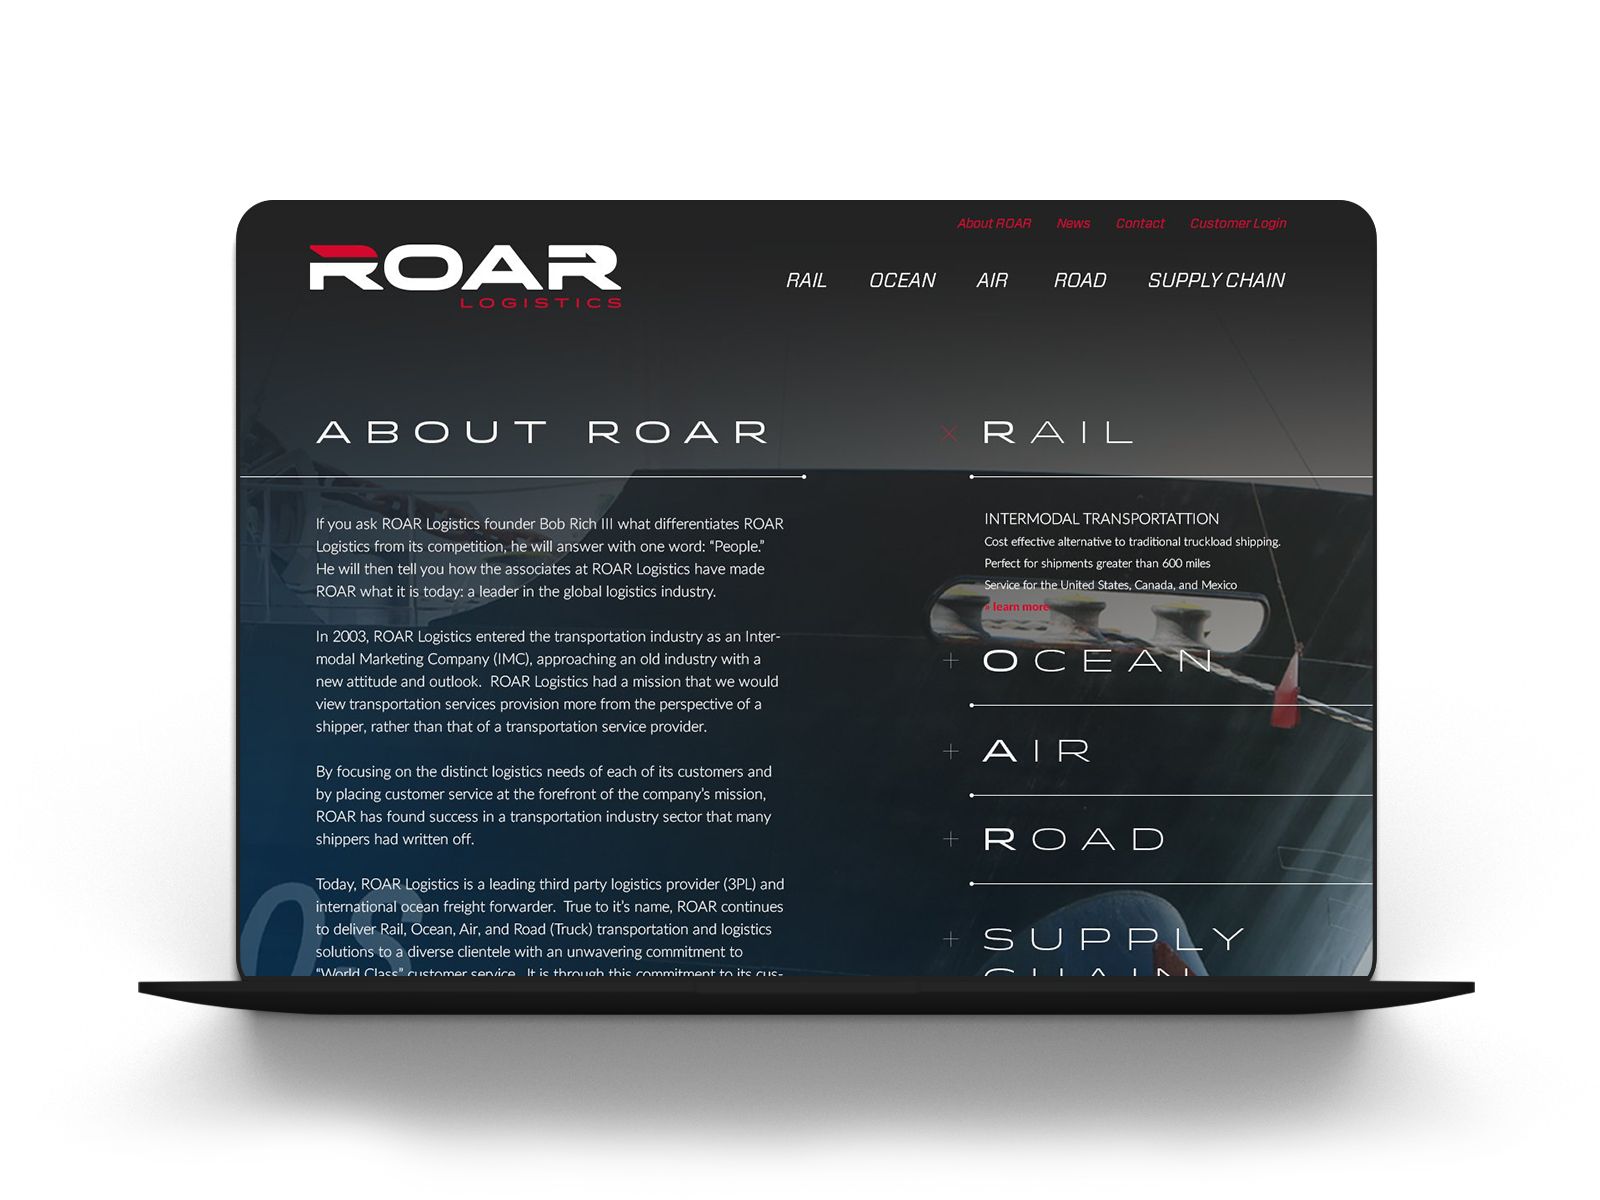 About ROAR News Contact Customer Login
ROAR
LOGISTICS
RAIL OCEAN AIR ROAD SUPPLY CHAIN
ABOUT ROAR
If you ask ROAR Logistics founder Bob Rich III what differentiates ROAR
Logistics from its competition, he will answer with one word: “People.”
He will then tell you how the associates at ROAR Logistics have made
ROAR what it is today: a leader in the global logistics industry.
In 2003, ROAR Logistics entered the transportation industry as an Inter-
modal Marketing Company (IMC), approaching an old industry with a
new attitude and outlook.  ROAR Logistics had a mission that we would
view transportation services provision more from the perspective of a
shipper, rather than that of a transportation service provider.
By focusing on the distinct logistics needs of each of its customers and
by placing customer service at the forefront of the company’s mission,
ROAR has found success in a transportation industry sector that many
shippers had written off.
Today, ROAR Logistics is a leading third party logistics provider (3PL) and
international ocean freight forwarder.  True to it’s name, ROAR continues
to deliver Rail, Ocean, Air, and Road (Truck) transportation and logistics
solutions to a diverse clientele with an unwavering commitment to
“World Class” customer service.  It is through this commitment to its cus-
× RAIL
INTERMODAL TRANSPORTATTION
Cost effective alternative to traditional truckload shipping.
Perfect for shipments greater than 600 miles
Service for the United States, Canada, and Mexico
» learn more
+ OCEAN
+ AIR
+ ROAD
+ SUPPLY
CHAIN
OS